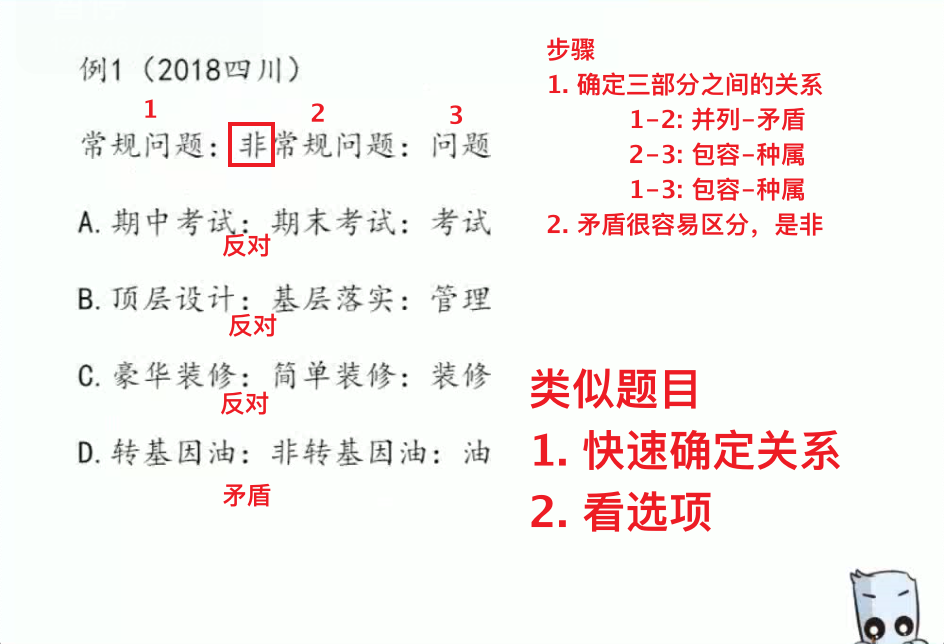 例1（2018四川）
1 2 3
常规问题：非常规问题：问题
A.期中考试：期末考试：考试
反对
B.顶层设计：基层落实：管理
反对
C.豪华装修：简单装修：装修
反对
D.转基因油：非转基因油：油
矛盾
步骤
1. 确定三部分之间的关系
1-2: 并列-矛盾
2-3: 包容-种属
1-3: 包容-种属
2. 矛盾很容易区分，是非
类似题目
1. 快速确定关系
2. 看选项